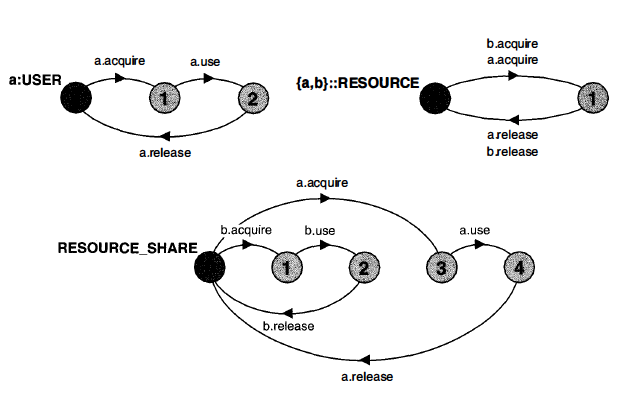 a:USER
a.acquire
a.use
1
2
a.release
{a,b}::RESOURCE
b.acquire
a.acquire
1
a.release
b.release
RESOURCE_SHARE
a.acquire
b.acquire
b.use
a.use
1
2
3
4
b.release
a.release